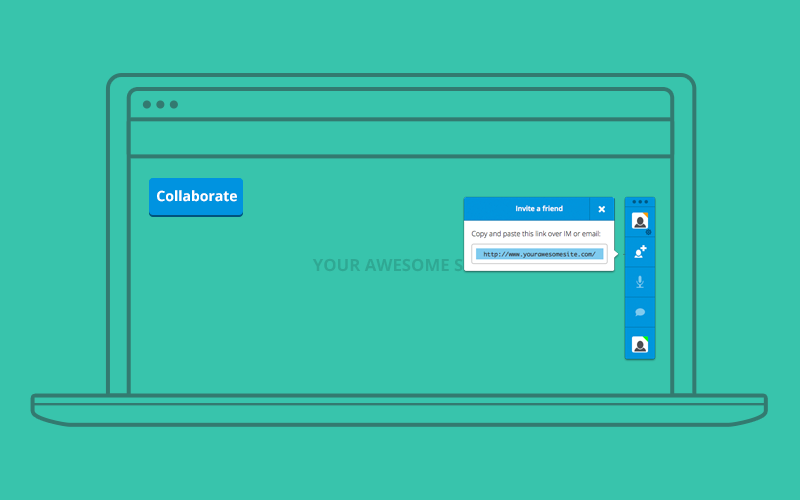 Collaborate
Invite a friend
Copy and paste this link over IM or email:
http://www.yourawesomesite.com/
YOUR AWESOME S